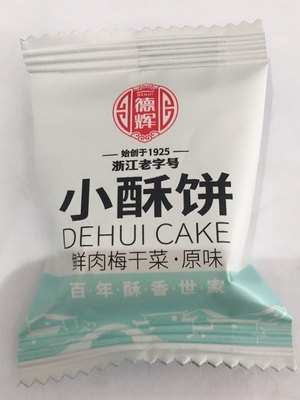 DEHUI
德辉
始创于1925
浙江老字号
小酥饼
DEHUI CAKE
鲜肉梅干菜·原味
百年酥香世家